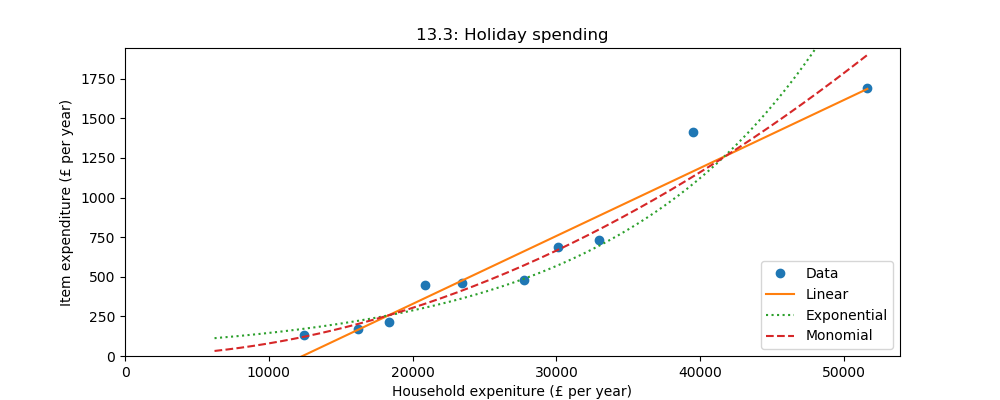 13.3: Holiday spending
Item expenditure (£ per year)
1750
1500
1250
1000
750
500
250
0
0 10000 20000 30000 40000 50000
Household expeniture (£ per year)
Data
Linear
Exponential
Monomial